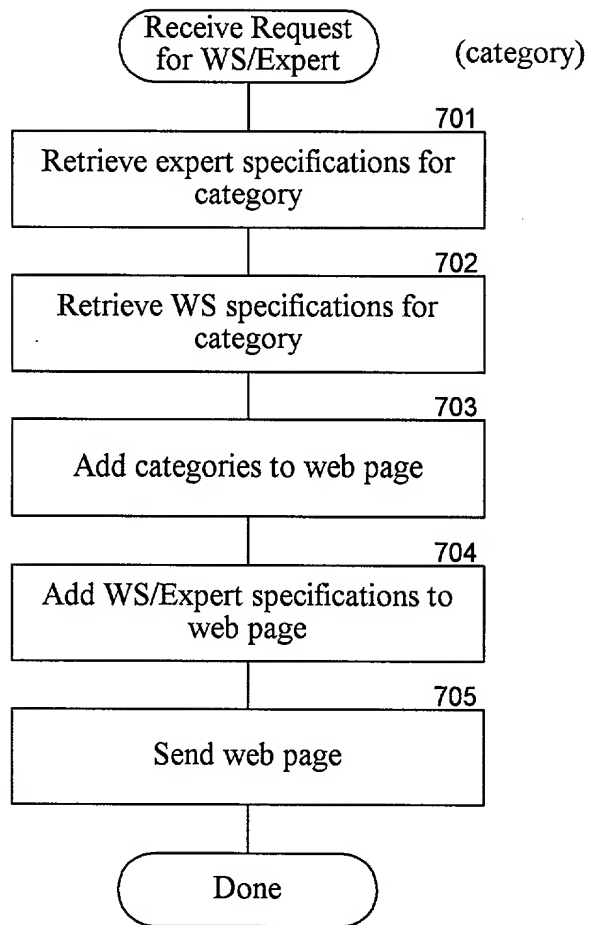 Receive Request
for WS/Expert
(category)
701
Retrieve expert specifications for
category
702
Retrieve WS specifications for
category
703
Add categories to web page
704
Add WS/Expert specifications to
web page
705
Send web page
Done